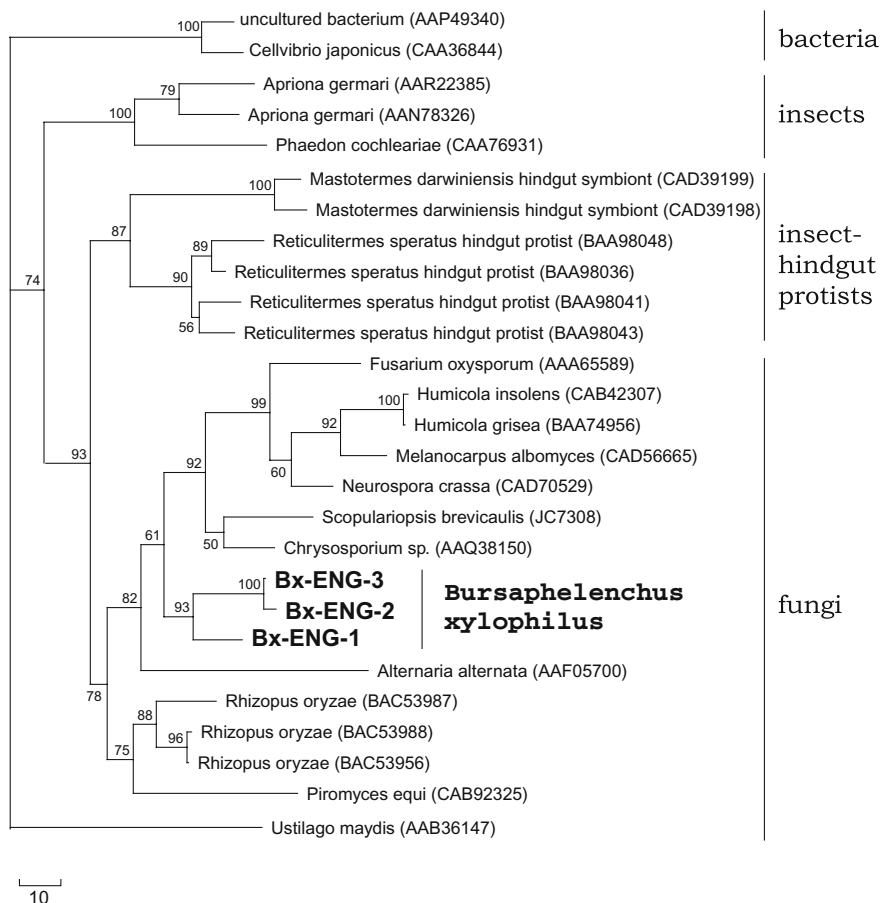 100
uncultured bacterium (AAP49340)
Cellvibrio japonicus (CAA36844)
bacteria
79
100
Apriona germari (AAR22385)
Apriona germari (AAN78326)
Phaedon cochleariae (CAA76931)
insects
74
87
100
Mastotermes darwiniensis hindgut symbiont (CAD39199)
Mastotermes darwiniensis hindgut symbiont (CAD39198)
89
90
56
Reticulitermes speratus hindgut protist (BAA98048)
Reticulitermes speratus hindgut protist (BAA98036)
Reticulitermes speratus hindgut protist (BAA98041)
Reticulitermes speratus hindgut protist (BAA98043)
insect-
hindgut
protists
93
99
Fusarium oxysporum (AAA65589)
100
92
60
Humicola insolens (CAB42307)
Humicola grisea (BAA74956)
Melanocarpus albomyces (CAD56665)
Neurospora crassa (CAD70529)
92
50
Scopulariopsis brevicaulis (JC7308)
Chrysosporium sp. (AAQ38150)
61
100
93
Bx-ENG-3
Bx-ENG-2
Bx-ENG-1
Bursaphelenchus
xylophilus
fungi
82
Alternaria alternata (AAF05700)
78
88
96
75
Rhizopus oryzae (BAC53987)
Rhizopus oryzae (BAC53988)
Rhizopus oryzae (BAC53956)
Piromyces equi (CAB92325)
Ustilago maydis (AAB36147)
10